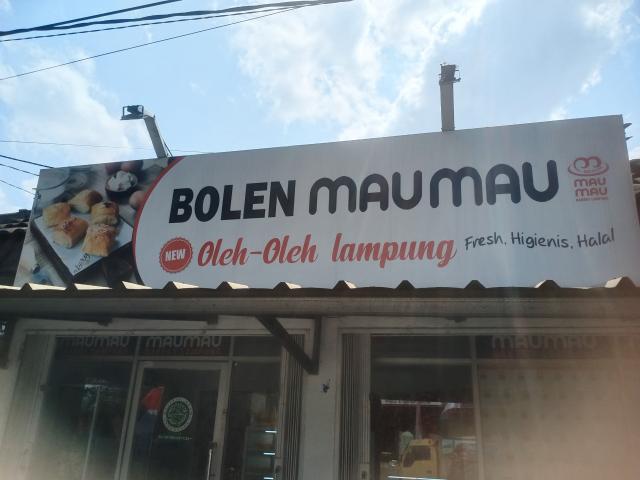 BOLEN MAUMAU
MAU
MAU
NEW
Oleh-Oleh lampung
Fresh, Higienis, Halal
MAUMAU
MAUMAU
MAUMAU